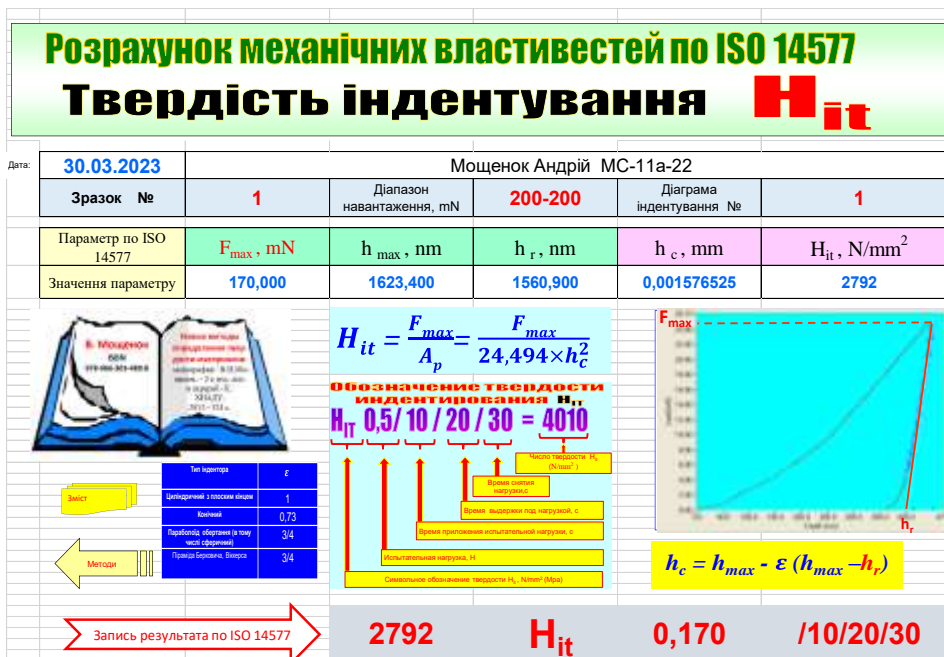 Розрахунок механічних властивестей по ISO 14577
Твердість індентування Hit
Дата: 30.03.2023 Мощенок Андрій МС-11а-22
Зразок № 1 Діапазон навантаження, mN 200-200 Діаграма індентування № 1
Параметр по ISO 14577 Fmax, mN h max, nm h r, nm h c, mm Hit, N/mm2
Значення параметру 170,000 1623,400 1560,900 0,001576525 2792
В. Мощенок
ISBN
Hit = Fmax/Ap = Fmax/24,494×hc2
Обозначение твердости
индентирования HIT
HIT 0,5/ 10 / 20 / 30 = 4010
Число твердости
(N/mm2)
Время снятия
нагрузки,с
Время выдержки под нагрузкой, с
Время приложения испытательной нагрузки, с
Испытательная нагрузка, Н
Символьное обозначение твердости H, N/mm2 (Mpa)
Fmax
hr
Тип індентора ε
Циліндричний з плоским кінцем 1
Конічний 0,73
Параболоїд обертання (в тому числі сферичний) 3/4
Піраміда Берковича, Віккерса 3/4
Зміст
Методи
hc = hmax - ε (hmax –hr)
Запись результата по ISO 14577 2792 Hit 0,170 /10/20/30